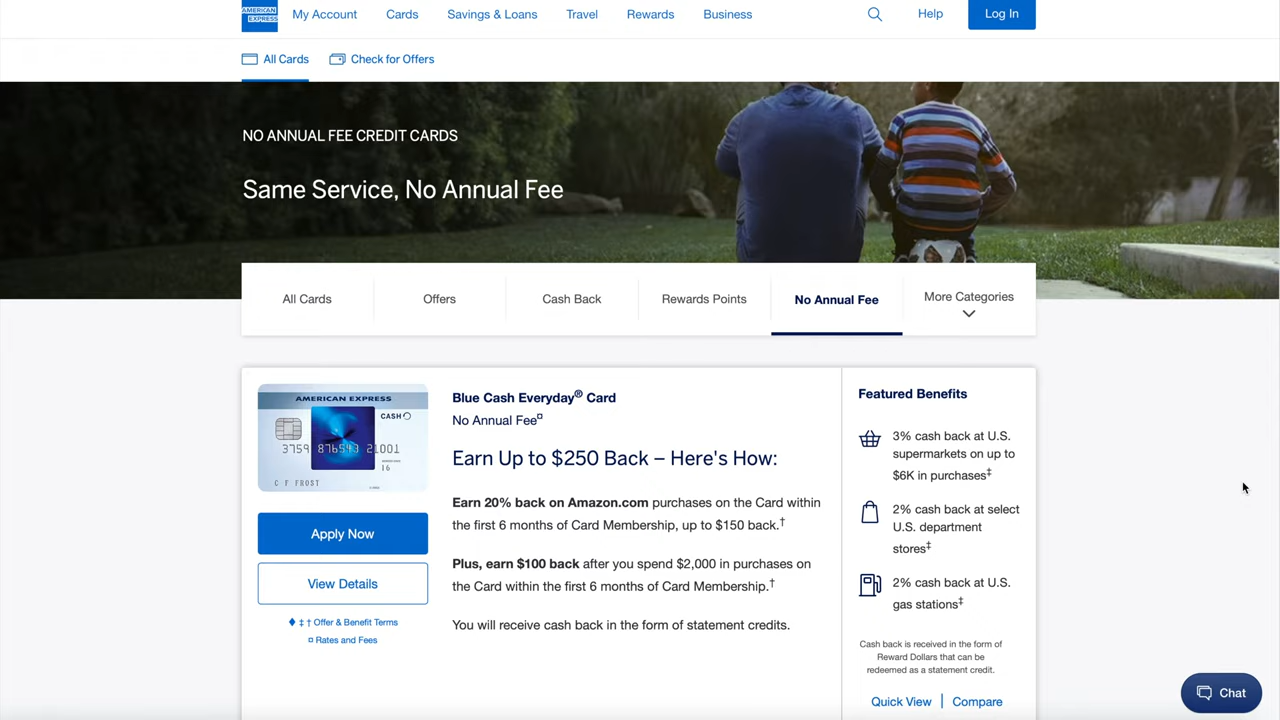 AMERICAN EXPRESS
My Account
Cards
Savings & Loans
Travel
Rewards
Business
Help
Log In
All Cards
Check for Offers
NO ANNUAL FEE CREDIT CARDS
Same Service, No Annual Fee
All Cards
Offers
Cash Back
Rewards Points
No Annual Fee
More Categories
AMERICAN EXPRESS
CASH
3759 876543 21001
16
C F FROST
Apply Now
View Details
♦ ‡ † Offer & Benefit Terms
¤ Rates and Fees
Blue Cash Everyday® Card
No Annual Fee¤
Earn Up to $250 Back – Here's How:
Earn 20% back on Amazon.com purchases on the Card within
the first 6 months of Card Membership, up to $150 back.†
Plus, earn $100 back after you spend $2,000 in purchases on
the Card within the first 6 months of Card Membership.†
You will receive cash back in the form of statement credits.
Featured Benefits
3% cash back at U.S.
supermarkets on up to
$6K in purchases‡
2% cash back at select
U.S. department
stores‡
2% cash back at U.S.
gas stations‡
Cash back is received in the form of
Reward Dollars that can be
redeemed as a statement credit.
Quick View | Compare
Chat